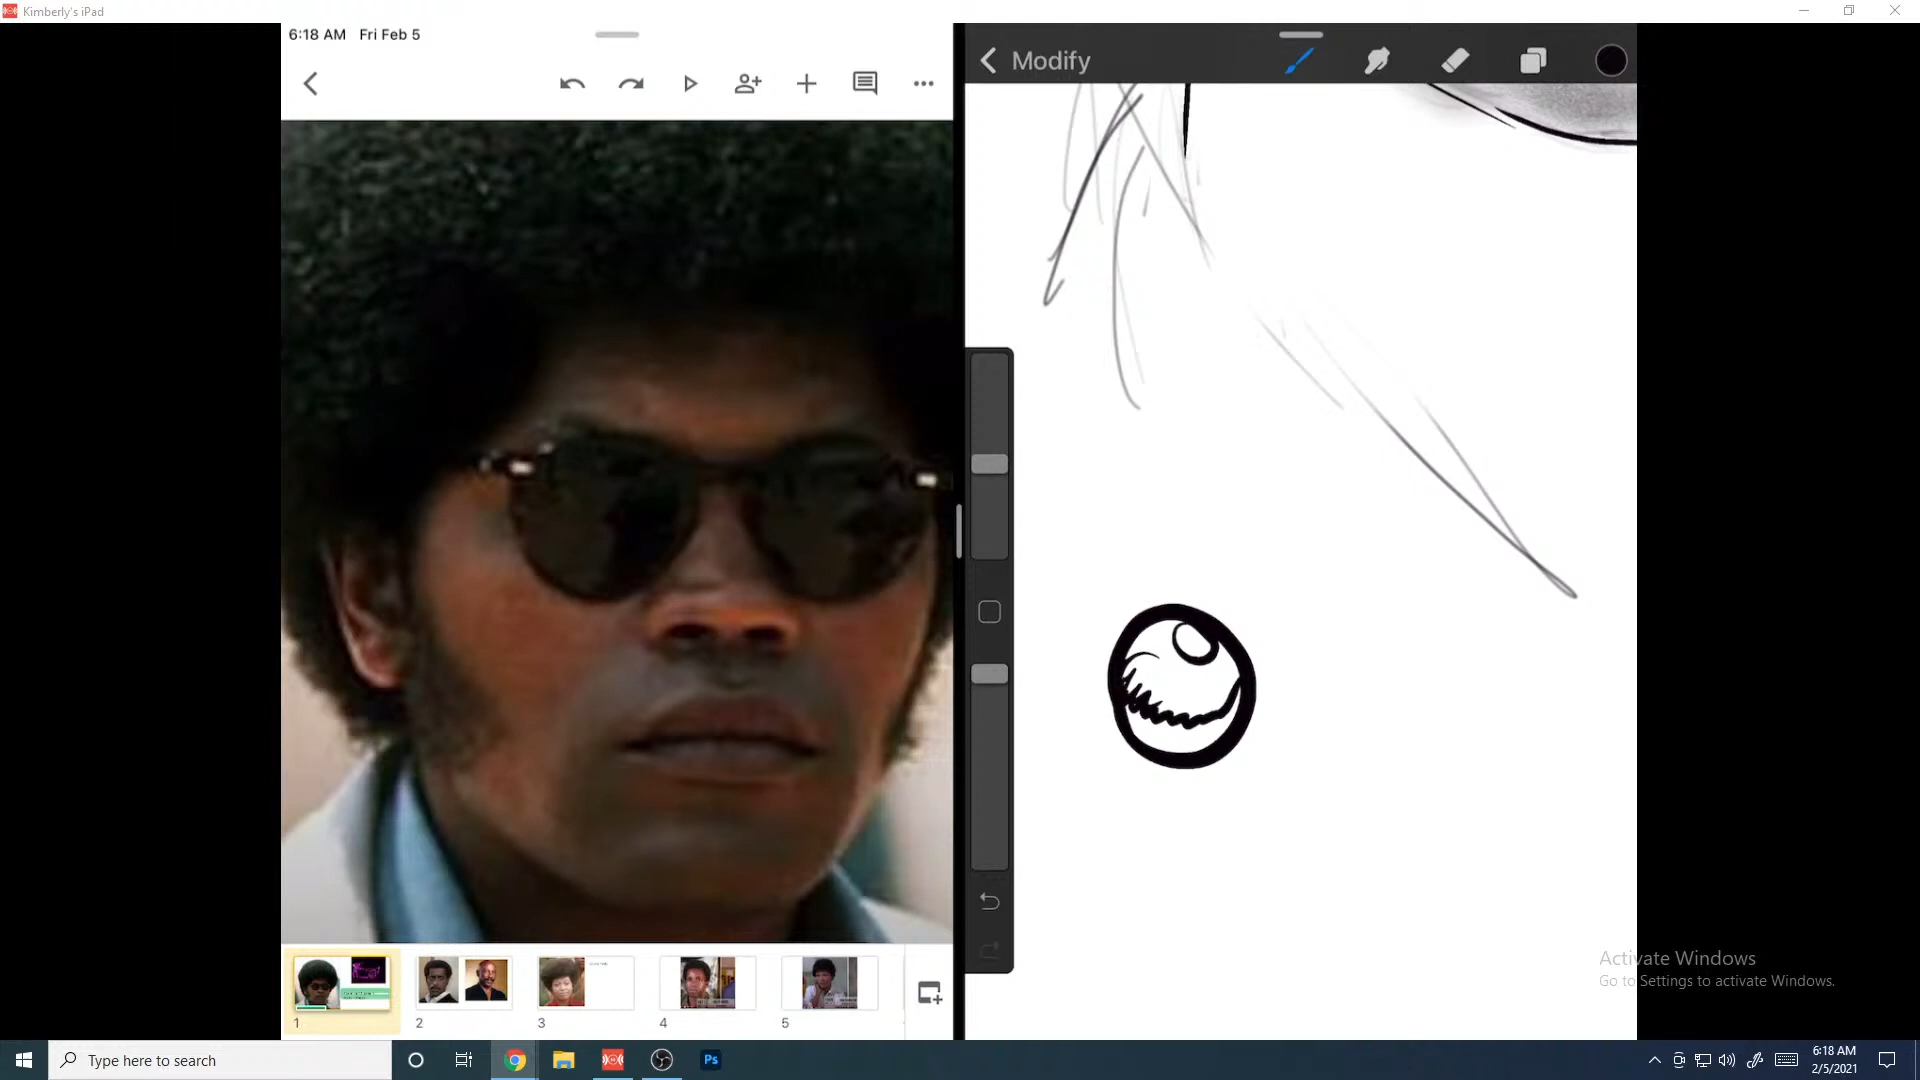 Kimberly's iPad
6:18 AM Fri Feb 5
Modify
1
2
3
4
5
Activate Windows
Go to Settings to activate Windows.
Type here to search
Ps
6:18 AM
2/5/2021